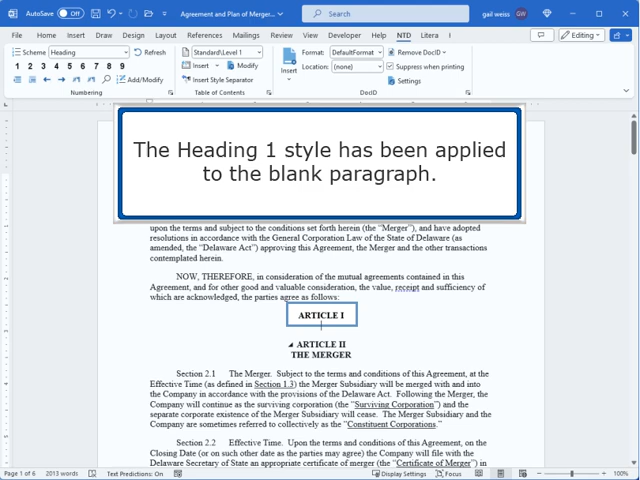 AutoSave Off Agreement and Plan of Merger... Search gail weiss GW
File Home Insert Draw Design Layout References Mailings Review View Developer Help NTD Litera Editing
Scheme Heading Refresh Standard\Level 1 Format: DefaultFormat Remove DocID
1 2 3 4 5 6 7 8 9 Insert Modify Insert Location: (none) Suppress when printing
Add/Modify Insert Style Separator Settings
Numbering Table of Contents DocID
The Heading 1 style has been applied
to the blank paragraph.
upon the terms and subject to the conditions set forth herein (the "Merger"), and have adopted
resolutions in accordance with the General Corporation Law of the State of Delaware (as
amended, the "Delaware Act") approving this Agreement, the Merger and the other transactions
contemplated herein.
NOW, THEREFORE, in consideration of the mutual agreements contained in this
Agreement, and for other good and valuable consideration, the value, receipt and sufficiency of
which are acknowledged, the parties agree as follows:
ARTICLE I
ARTICLE II
THE MERGER
Section 2.1 The Merger. Subject to the terms and conditions of this Agreement, at the
Effective Time (as defined in Section 1.3) the Merger Subsidiary will be merged with and into
the Company in accordance with the provisions of the Delaware Act. Following the Merger, the
Company will continue as the surviving corporation (the "Surviving Corporation") and the
separate corporate existence of the Merger Subsidiary will cease. The Merger Subsidiary and the
Company are sometimes referred to collectively as the "Constituent Corporations."
Section 2.2 Effective Time. Upon the terms and conditions of this Agreement, on the
Closing Date (or on such other date as the parties may agree) the Company will file with the
Delaware Secretary of State an appropriate certificate of merger (the "Certificate of Merger") in
Page 1 of 6 2013 words Text Predictions: On Display Settings Focus 100%